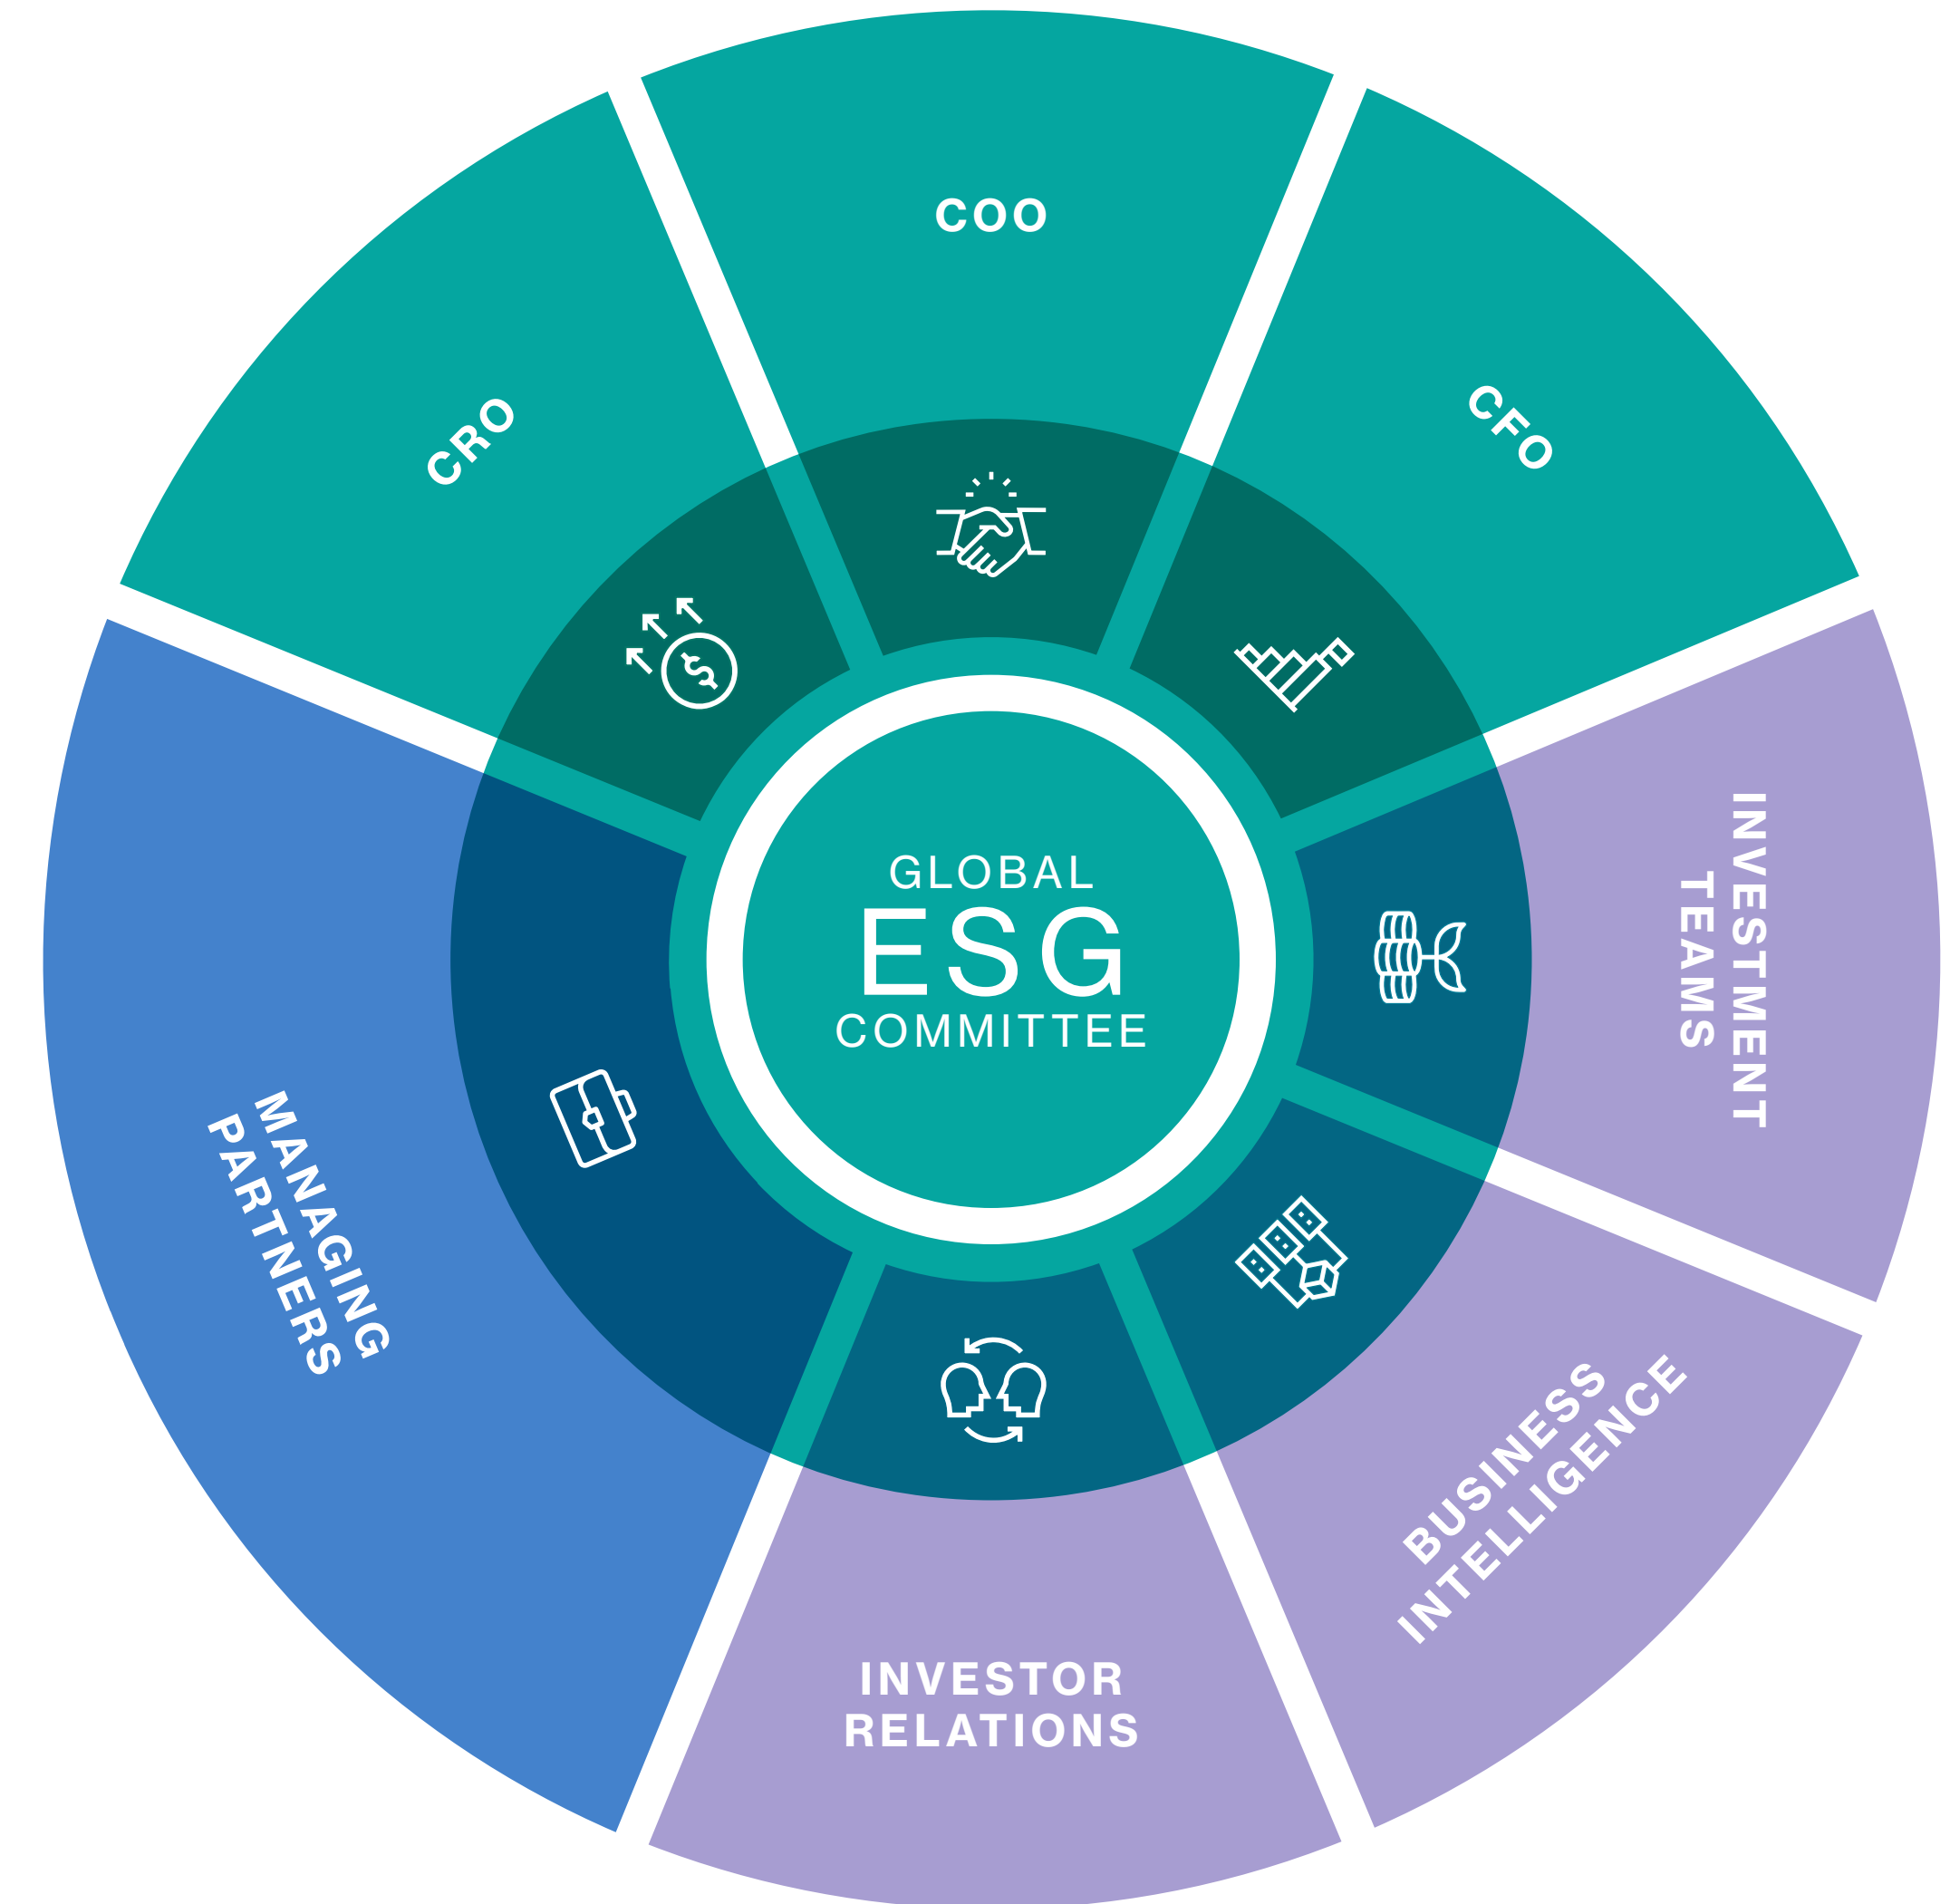 COO
CFO
INVESTMENT
TEAMS
BUSINESS
INTELLIGENCE
INVESTOR
RELATIONS
MANAGING
PARTNERS
CRO
GLOBAL
ESG
COMMITTEE